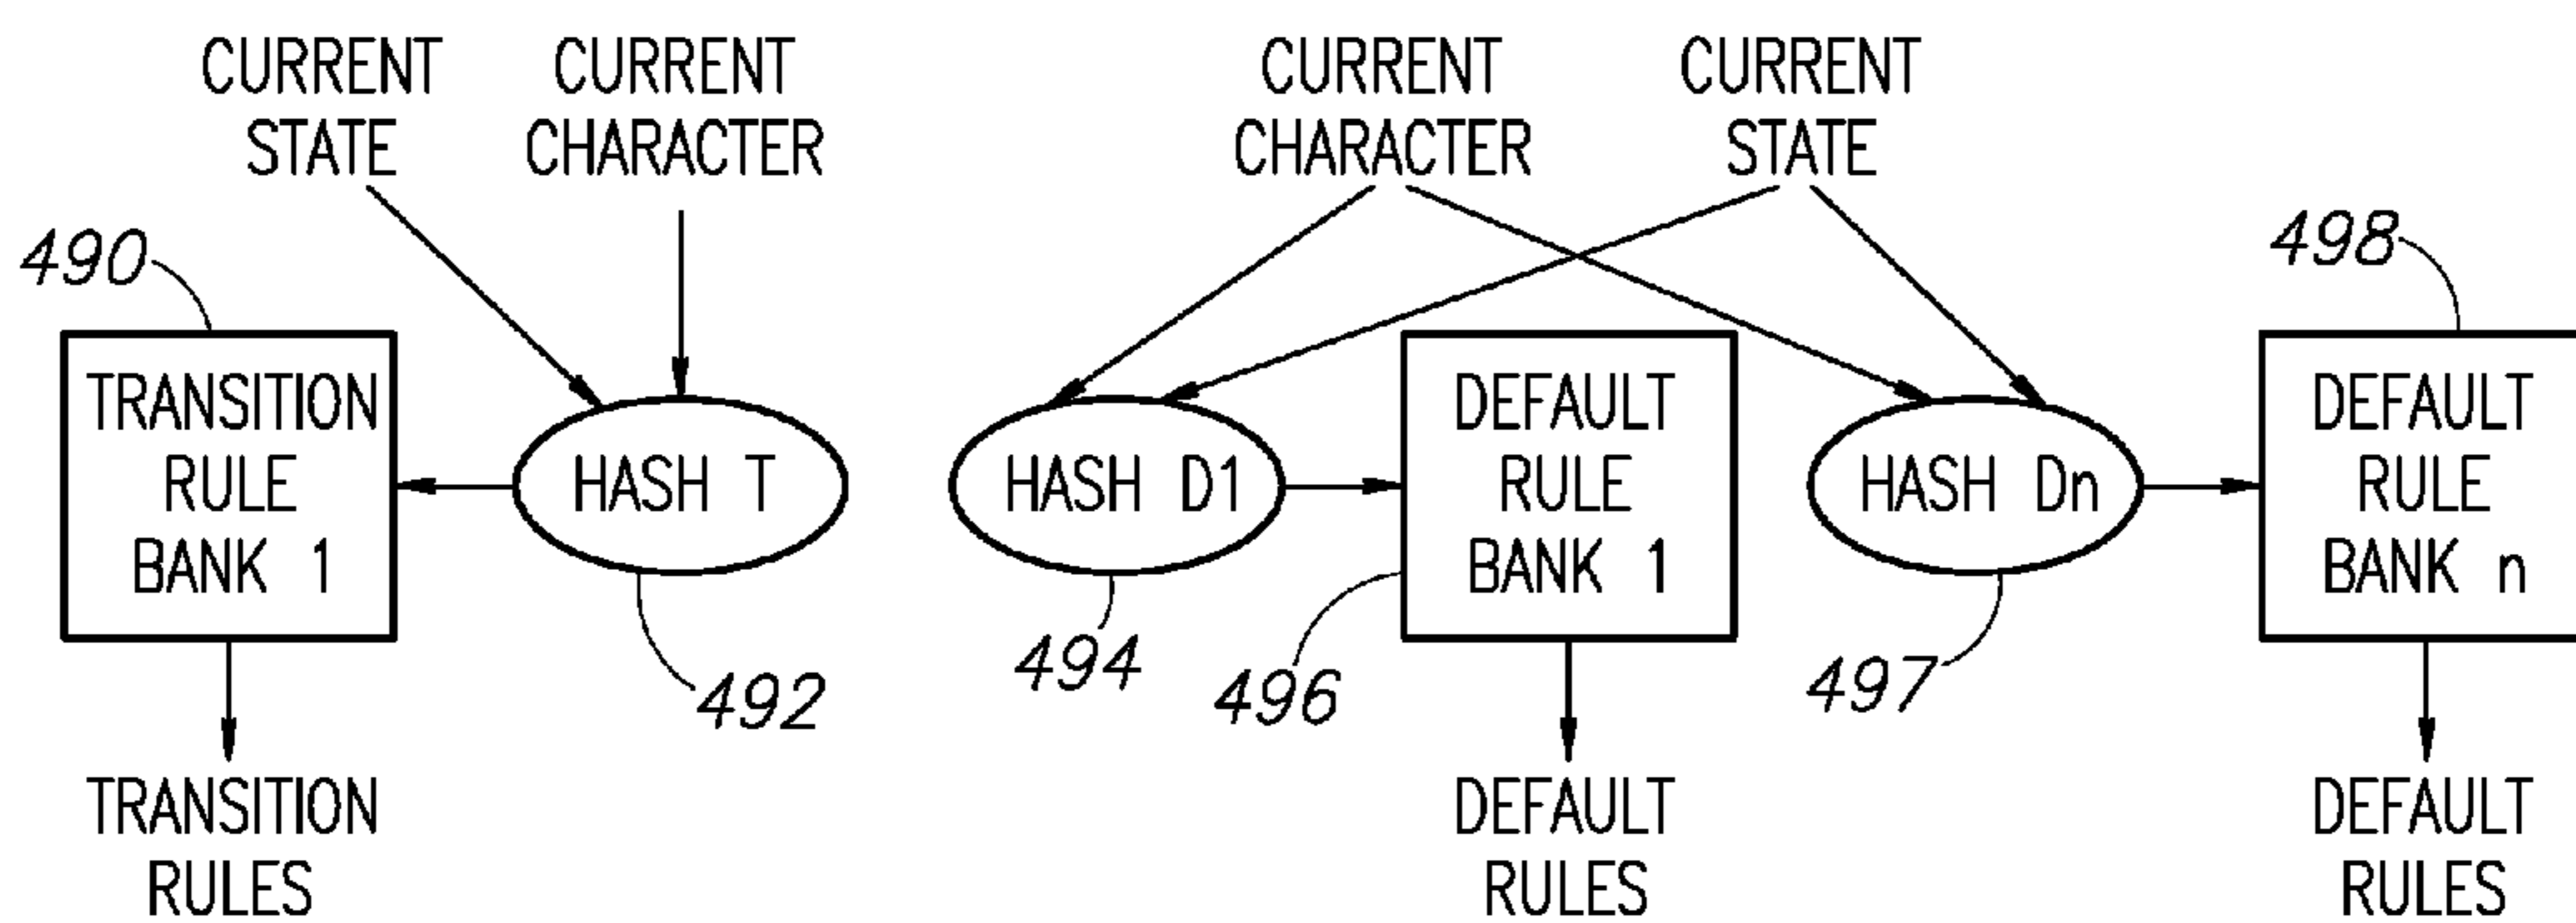 CURRENT STATE
CURRENT CHARACTER
CURRENT CHARACTER
CURRENT STATE
490
498
TRANSITION RULE BANK 1
HASH T
HASH D1
DEFAULT RULE BANK 1
HASH Dn
DEFAULT RULE BANK n
492
494
496
497
TRANSITION RULES
DEFAULT RULES
DEFAULT RULES